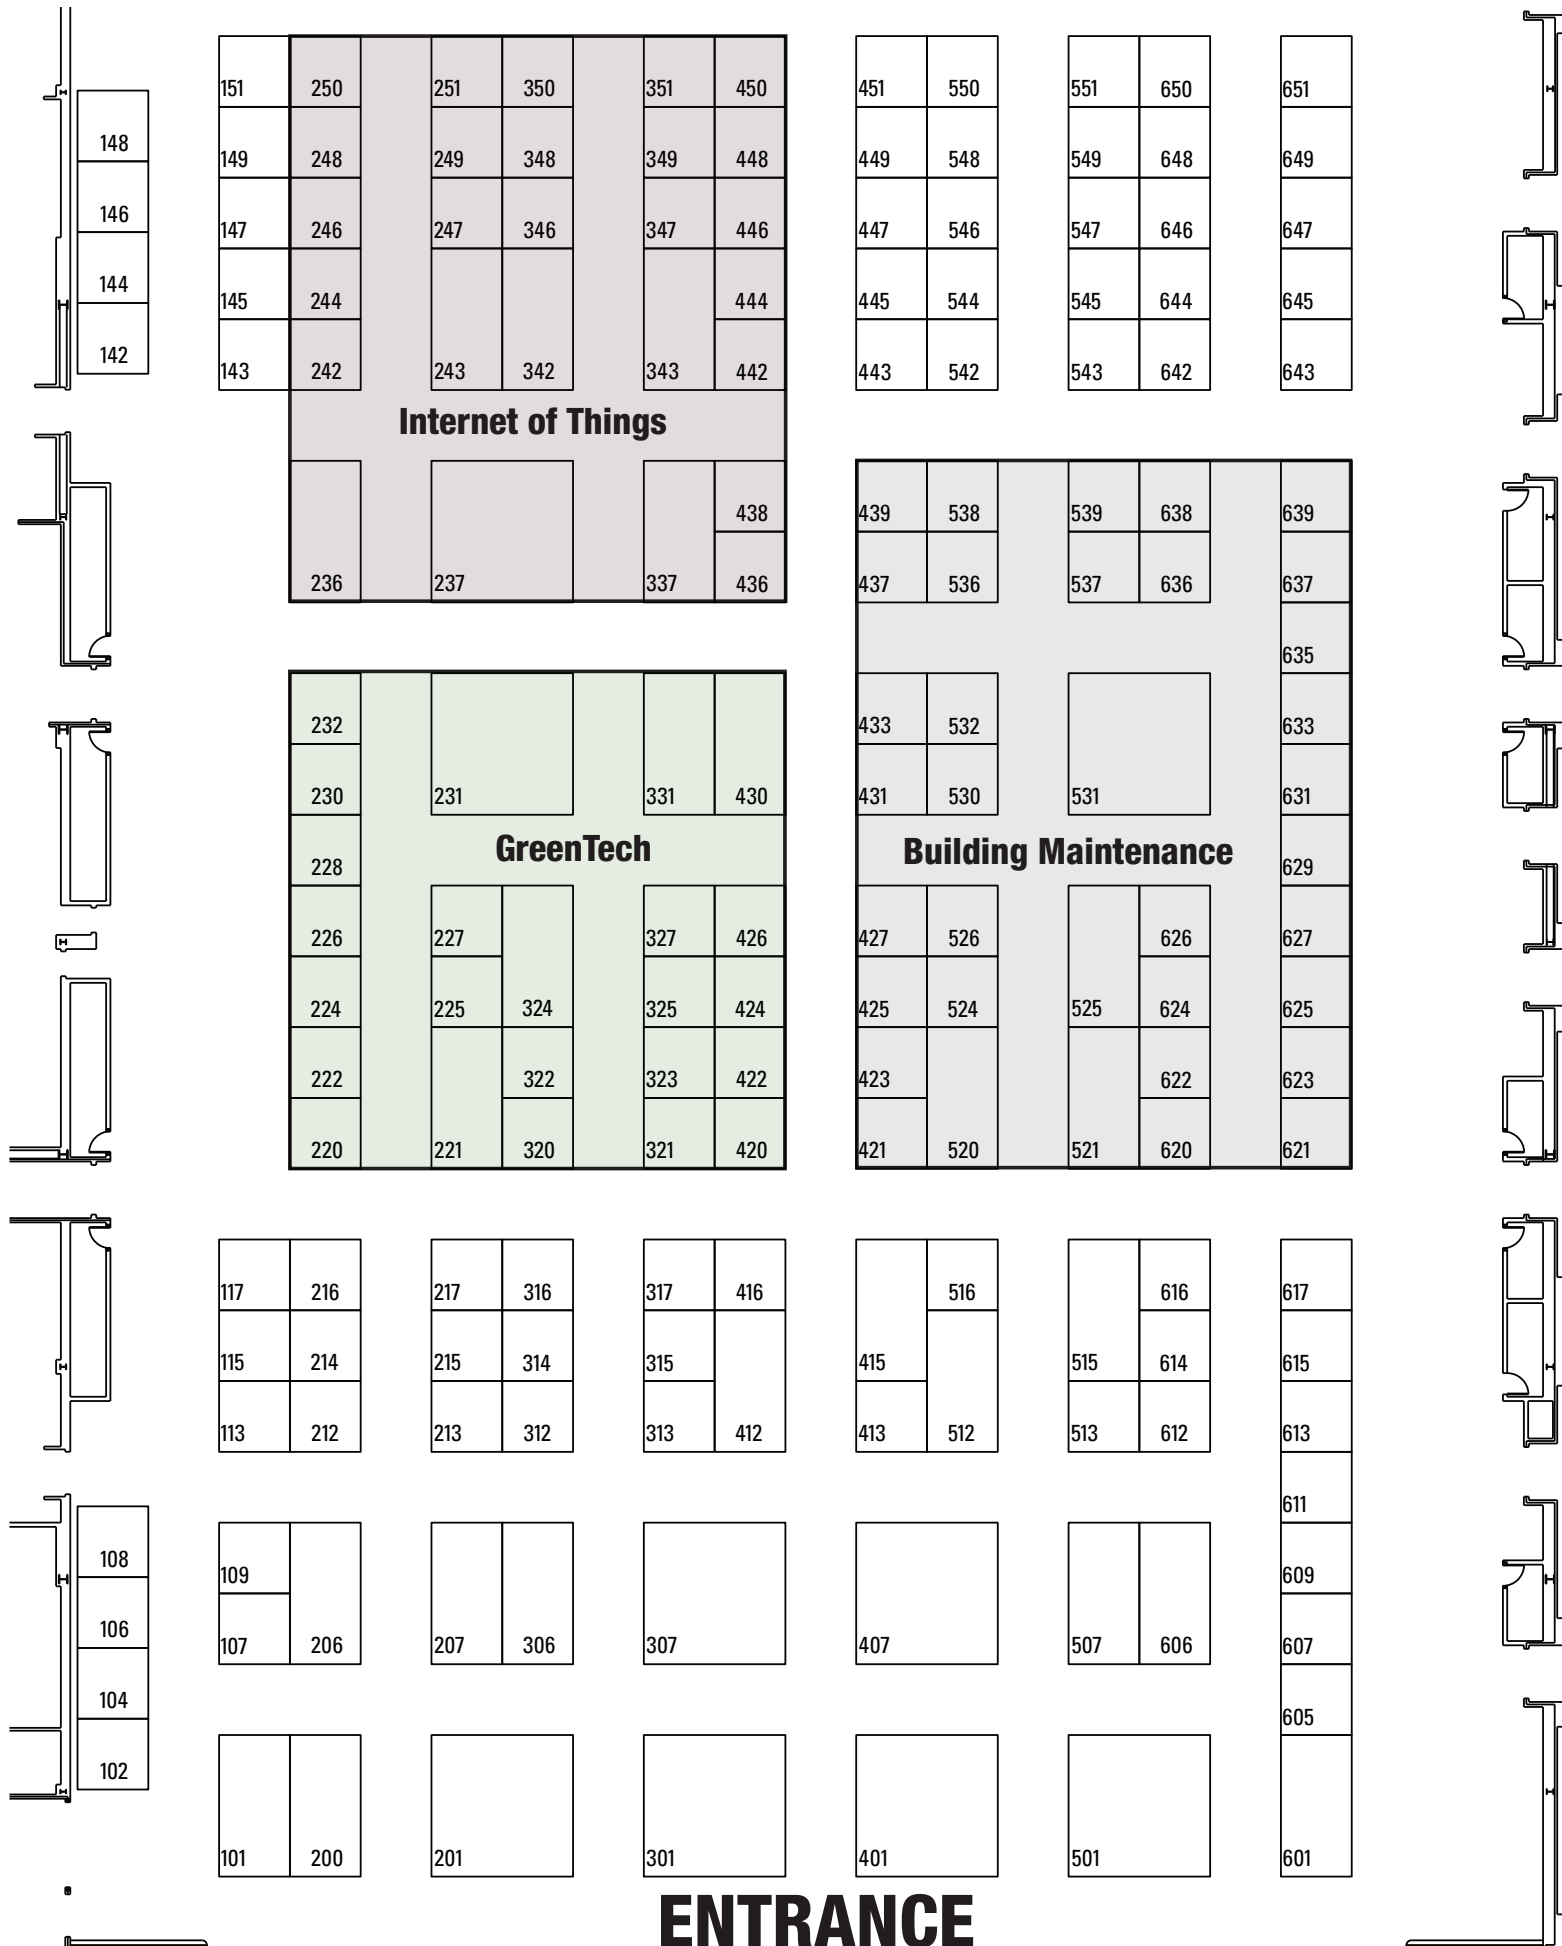 151 250 251 350 351 450 451 550 551 650 651
148
149 248 249 348 349 448 449 548 549 648 649
146
147 246 247 346 347 446 447 546 547 646 647
144
145 244 444 445 544 545 644 645
142
143 242 243 342 343 442 443 542 543 642 643
Internet of Things
438 439 538 539 638 639
236 237 337 436 437 536 537 636 637
635
232 433 532 633
230 231 331 430 431 530 531 631
GreenTech Building Maintenance
228 629
226 227 327 426 427 526 626 627
224 225 324 325 424 425 524 525 624 625
222 322 323 422 423 622 623
220 221 320 321 420 421 520 521 620 621
117 216 217 316 317 416 516 616 617
115 214 215 314 315 415 515 614 615
113 212 213 312 313 412 413 512 513 612 613
611
108
109 609
106
107 206 207 306 307 407 507 606 607
104
605
102
101 200 201 301 401 501 601
ENTRANCE